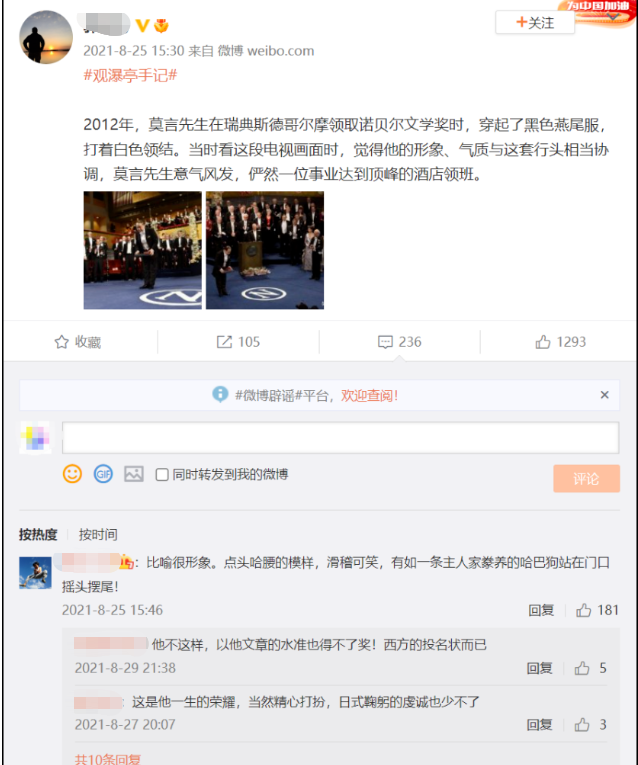 为中国加油
+关注
2021-8-25 15:30 来自 微博 weibo.com
#观瀑亭手记#
2012年，莫言先生在瑞典斯德哥尔摩领取诺贝尔文学奖时，穿起了黑色燕尾服，
打着白色领结。当时看这段电视画面时，觉得他的形象、气质与这套行头相当协
调，莫言先生意气风发，俨然一位事业达到顶峰的酒店领班。
N N
收藏 105 236 1293
#微博辟谣#平台，欢迎查阅！ ×
GIF 同时转发到我的微博 评论
按热度 按时间
：比喻很形象。点头哈腰的模样，滑稽可笑，有如一条主人家豢养的哈巴狗站在门口
摇头摆尾！
2021-8-25 15:46 回复 181
他不这样，以他文章的水准也得不了奖！西方的投名状而已
2021-8-29 21:38 回复 5
：这是他一生的荣耀，当然精心打扮，日式鞠躬的虔诚也少不了
2021-8-27 20:07 回复 3
共10条回复